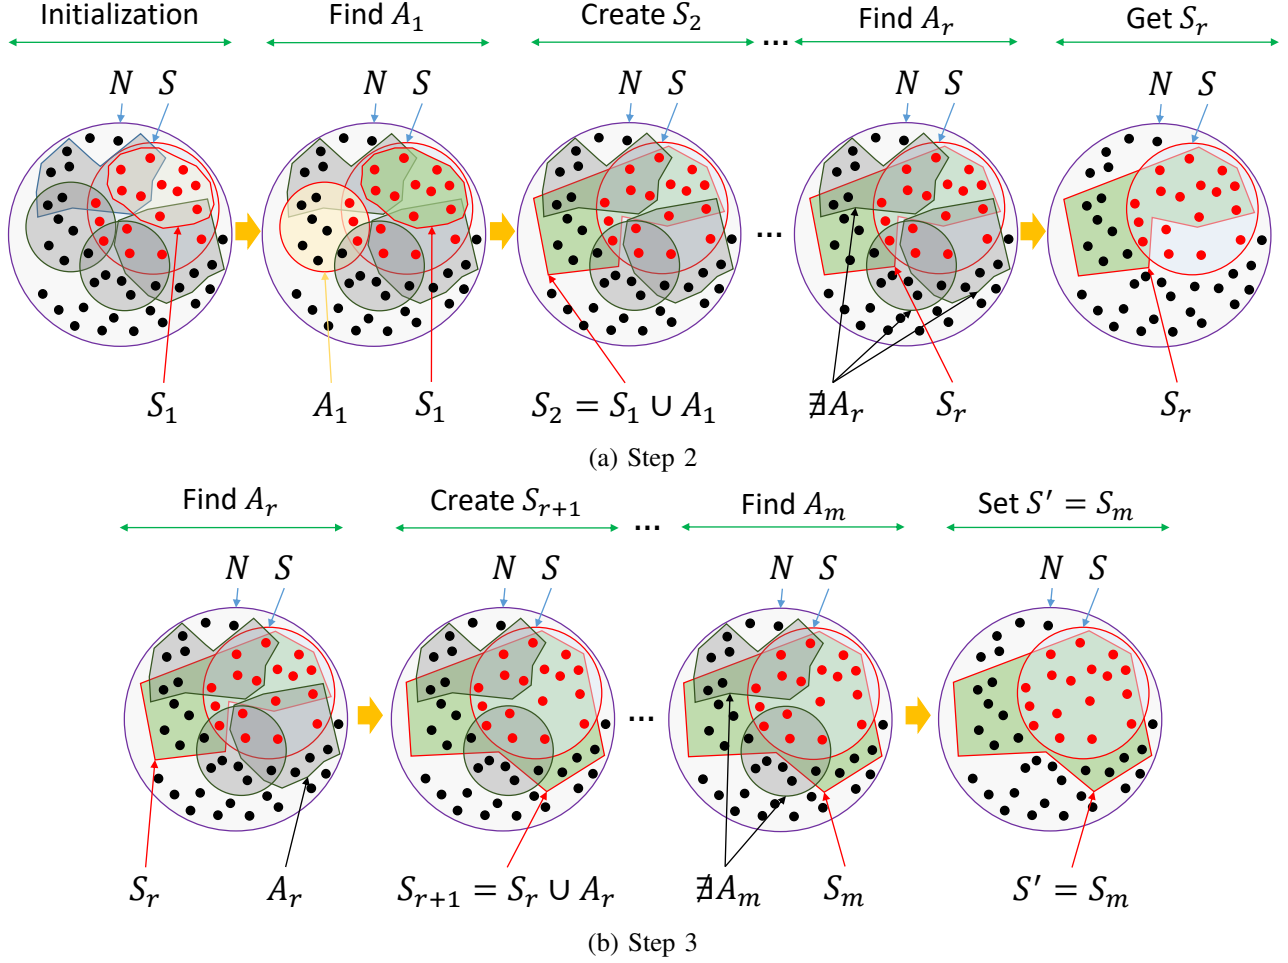 Initialization Find A₁ Create S₂ ... Find Aᵣ Get Sᵣ
N S N S N S N S N S
...
S₁ A₁ S₁ S₂ = S₁ ∪ A₁ ∄Aᵣ Sᵣ Sᵣ
(a) Step 2
Find Aᵣ Create Sᵣ₊₁ ... Find Aₘ Set S′ = Sₘ
N S N S N S N S
...
Sᵣ Aᵣ Sᵣ₊₁ = Sᵣ ∪ Aᵣ ∄Aₘ Sₘ S′ = Sₘ
(b) Step 3